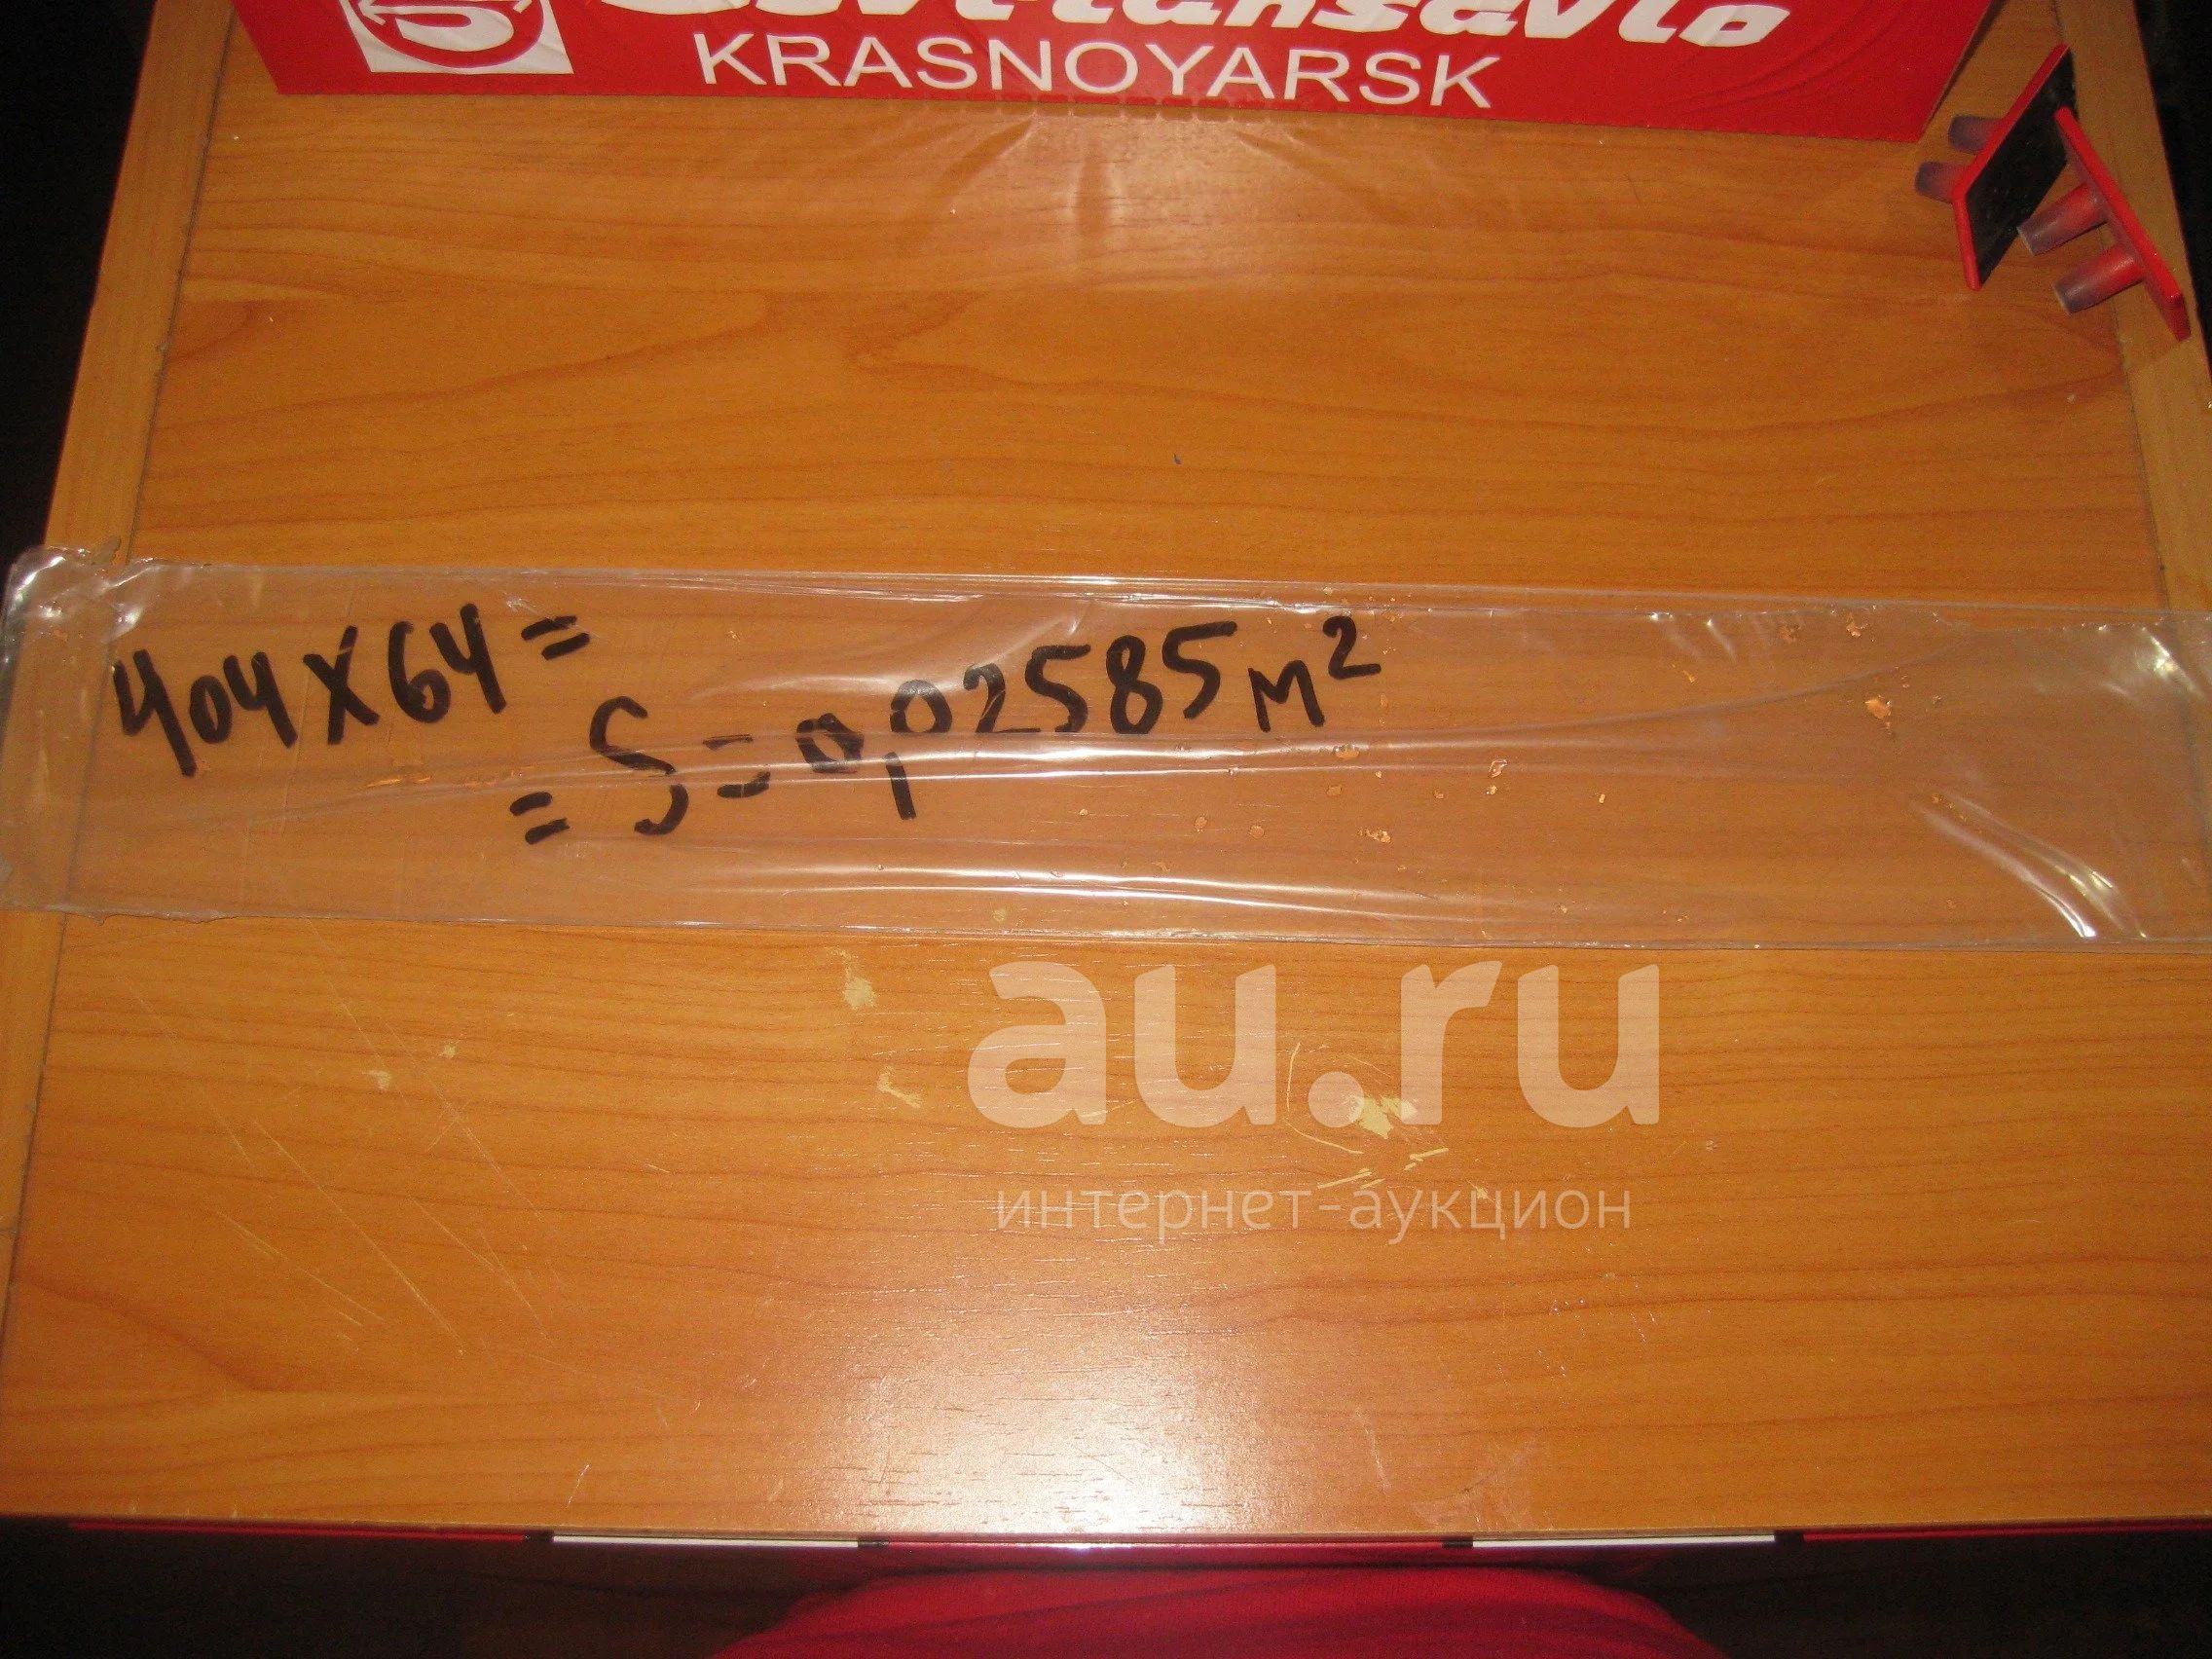 KRASNOYARSK
404x64=
=S=0,02585м²
au.ru
интернет-аукцион